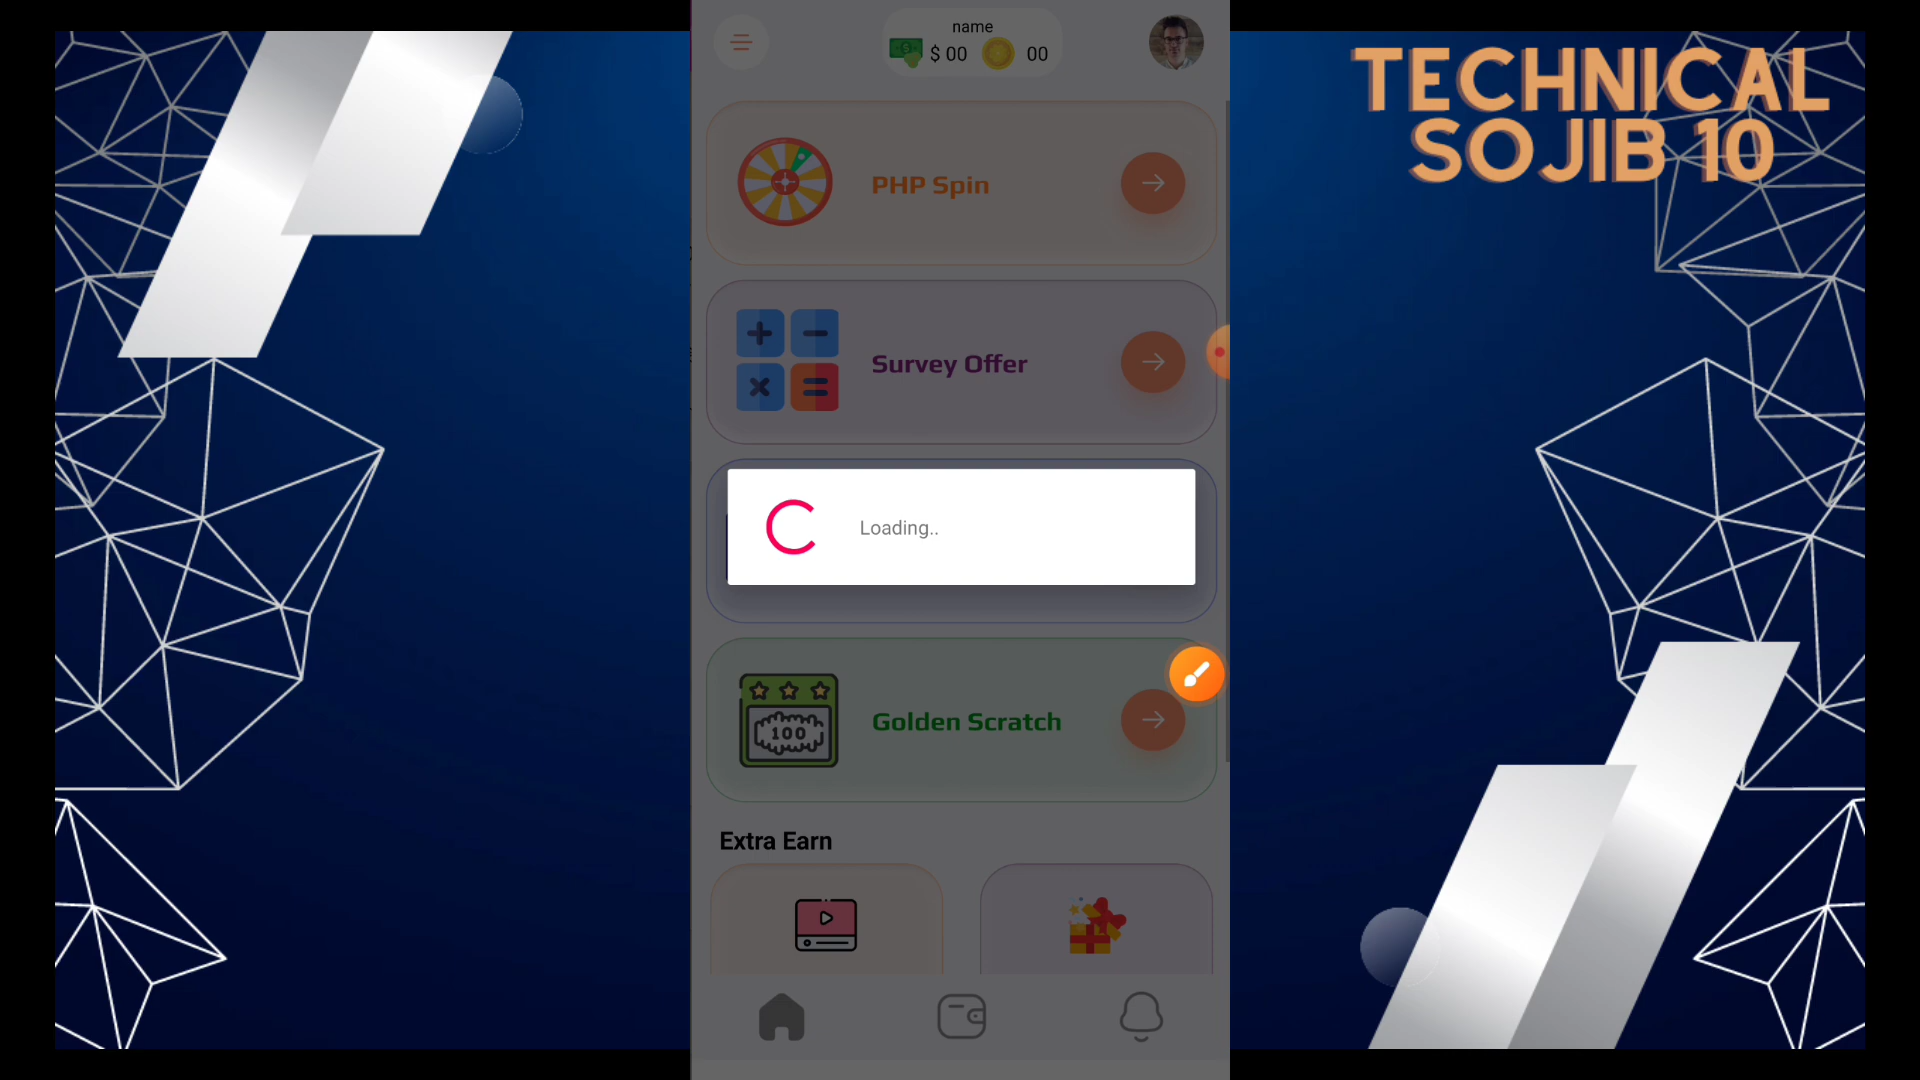 name
$ 00 00
TECHNICAL
SOJIB 10
PHP Spin
Survey Offer
Loading..
100
Golden Scratch
Extra Earn